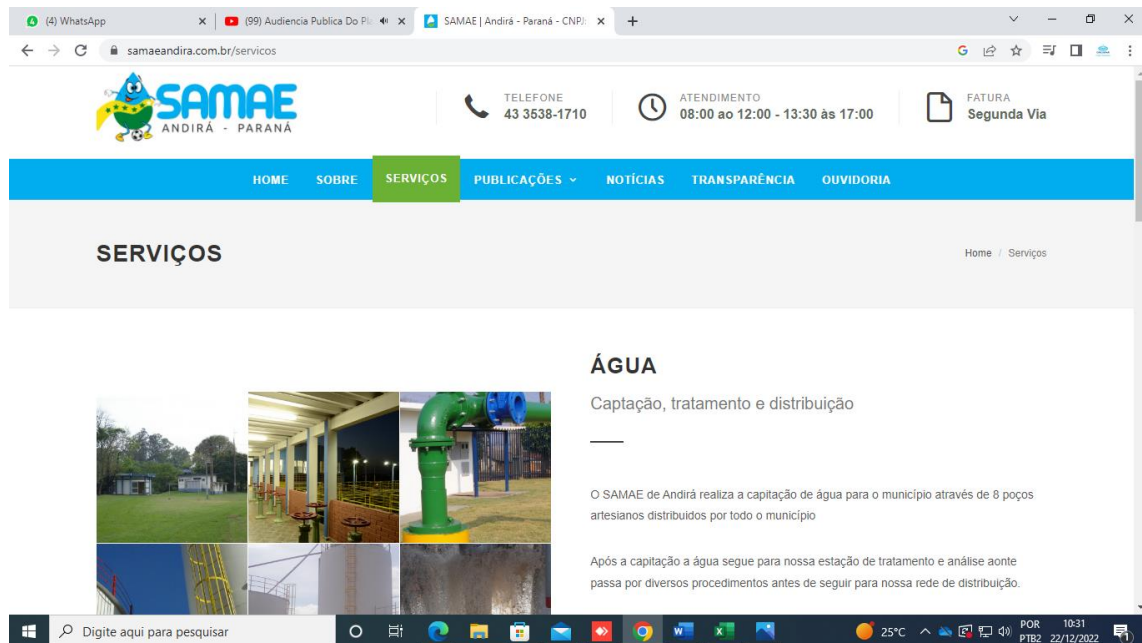 (4) WhatsApp
(99) Audiencia Publica Do Pl
SAMAE | Andirá - Paraná - CNPJ:
samaeandira.com.br/servicos
SAMAE
ANDIRÁ - PARANÁ
TELEFONE
43 3538-1710
ATENDIMENTO
08:00 ao 12:00 - 13:30 às 17:00
FATURA
Segunda Via
HOME SOBRE SERVIÇOS PUBLICAÇÕES NOTÍCIAS TRANSPARÊNCIA OUVIDORIA
SERVIÇOS
Home / Serviços
ÁGUA
Captação, tratamento e distribuição
O SAMAE de Andirá realiza a capitação de água para o município através de 8 poços
artesianos distribuidos por todo o município
Após a capitação a água segue para nossa estação de tratamento e análise aonte
passa por diversos procedimentos antes de seguir para nossa rede de distribuição.
Digite aqui para pesquisar
25°C
POR
PTB2
10:31
22/12/2022